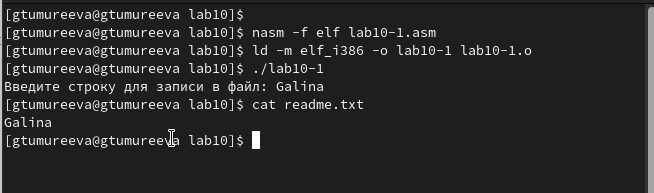 [gtumureeva@gtumureeva lab10]$
[gtumureeva@gtumureeva lab10]$ nasm -f elf lab10-1.asm
[gtumureeva@gtumureeva lab10]$ ld -m elf_i386 -o lab10-1 lab10-1.o
[gtumureeva@gtumureeva lab10]$ ./lab10-1
Введите строку для записи в файл: Galina
[gtumureeva@gtumureeva lab10]$ cat readme.txt
Galina
[gtumureeva@gtumureeva lab10]$